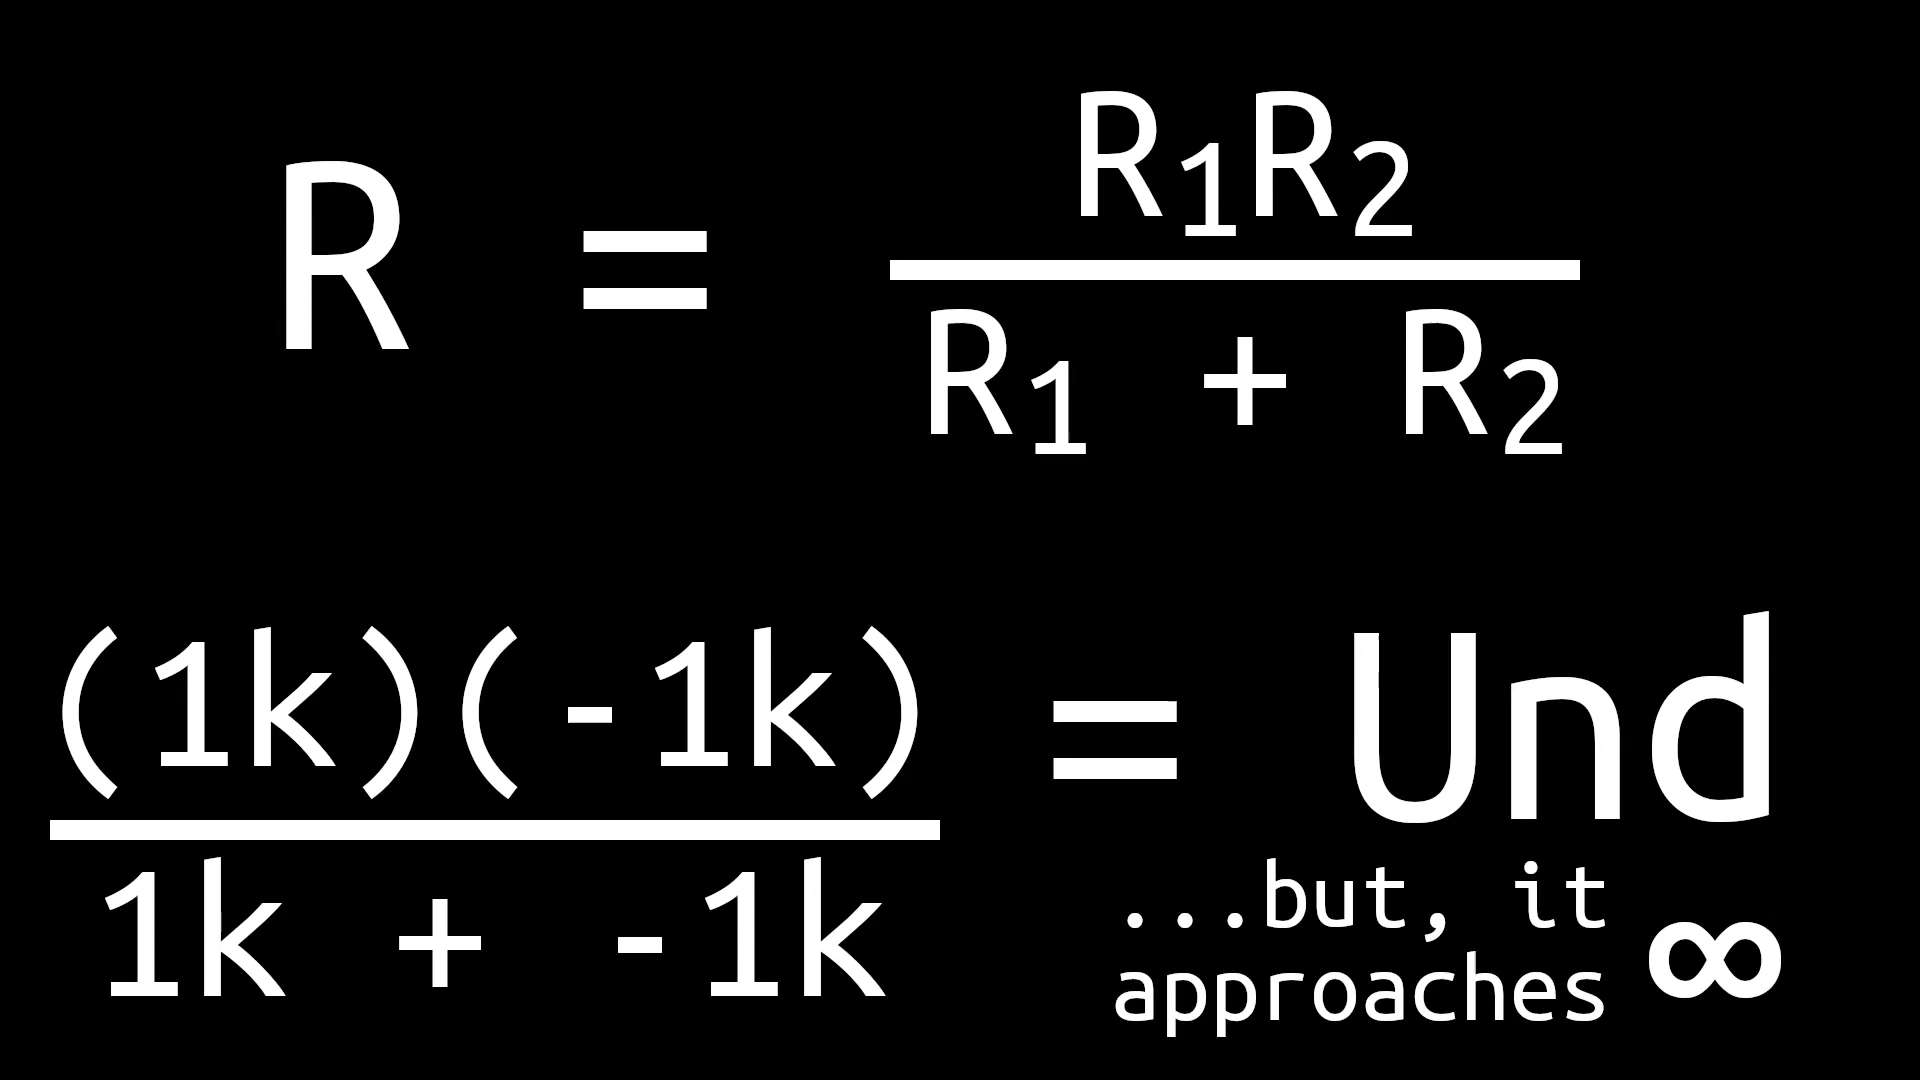 R = R₁R₂
R₁ + R₂
(1k)(-1k)
1k + -1k
= Und
...but, it
approaches ∞